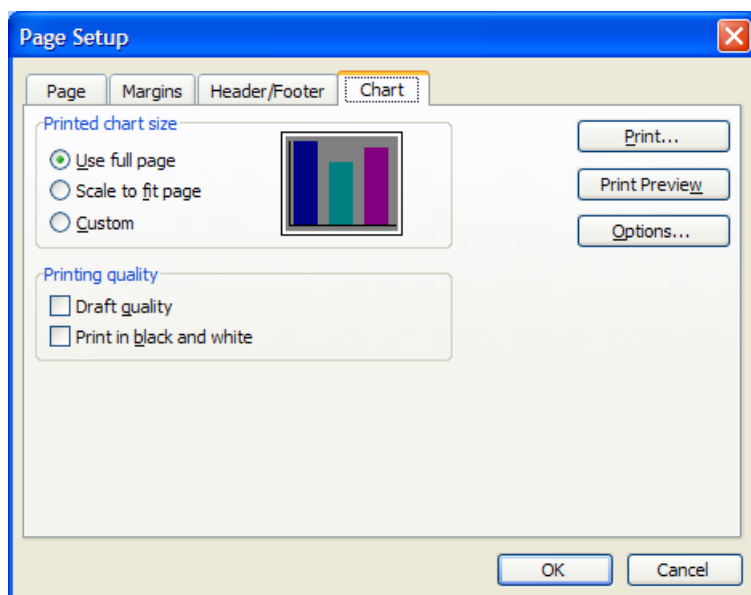 Page Setup
Page Margins Header/Footer Chart
Printed chart size
Use full page
Scale to fit page
Custom
Print...
Print Preview
Options...
Printing quality
Draft quality
Print in black and white
OK Cancel